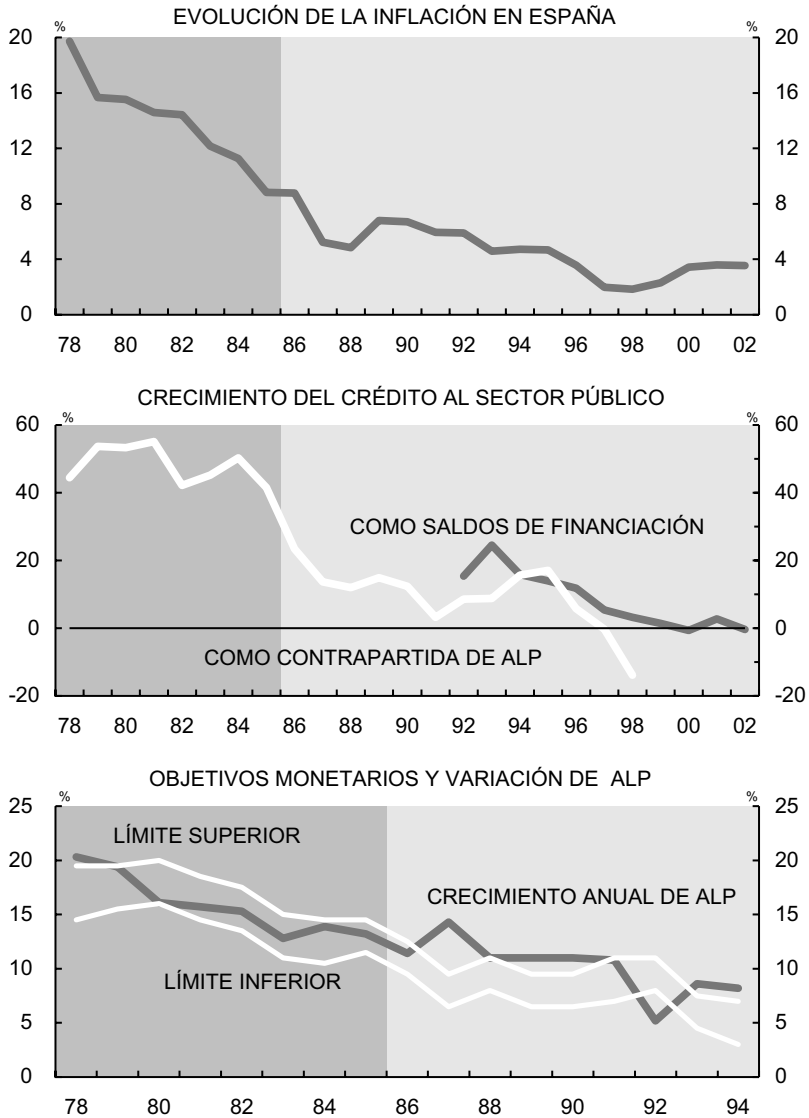 EVOLUCIÓN DE LA INFLACIÓN EN ESPAÑA
% %
20 20
16 16
12 12
8 8
4 4
0 0
78 80 82 84 86 88 90 92 94 96 98 00 02
CRECIMIENTO DEL CRÉDITO AL SECTOR PÚBLICO
% %
60 60
40 40
COMO SALDOS DE FINANCIACIÓN
20 20
0 0
COMO CONTRAPARTIDA DE ALP
-20 -20
78 80 82 84 86 88 90 92 94 96 98 00 02
OBJETIVOS MONETARIOS Y VARIACIÓN DE ALP
% %
25 25
LÍMITE SUPERIOR
20 20
CRECIMIENTO ANUAL DE ALP
15 15
10 10
LÍMITE INFERIOR
5 5
0 0
78 80 82 84 86 88 90 92 94